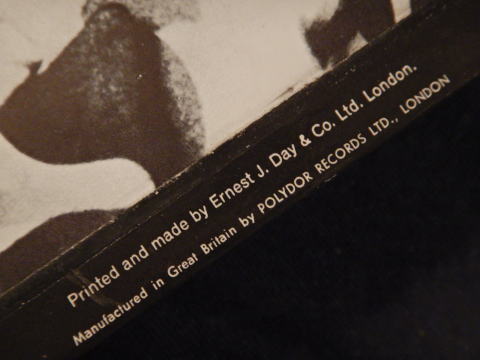 Printed and made by Ernest J. Day & Co. Ltd. London.
Manufactured in Great Britain by POLYDOR RECORDS LTD., LONDON